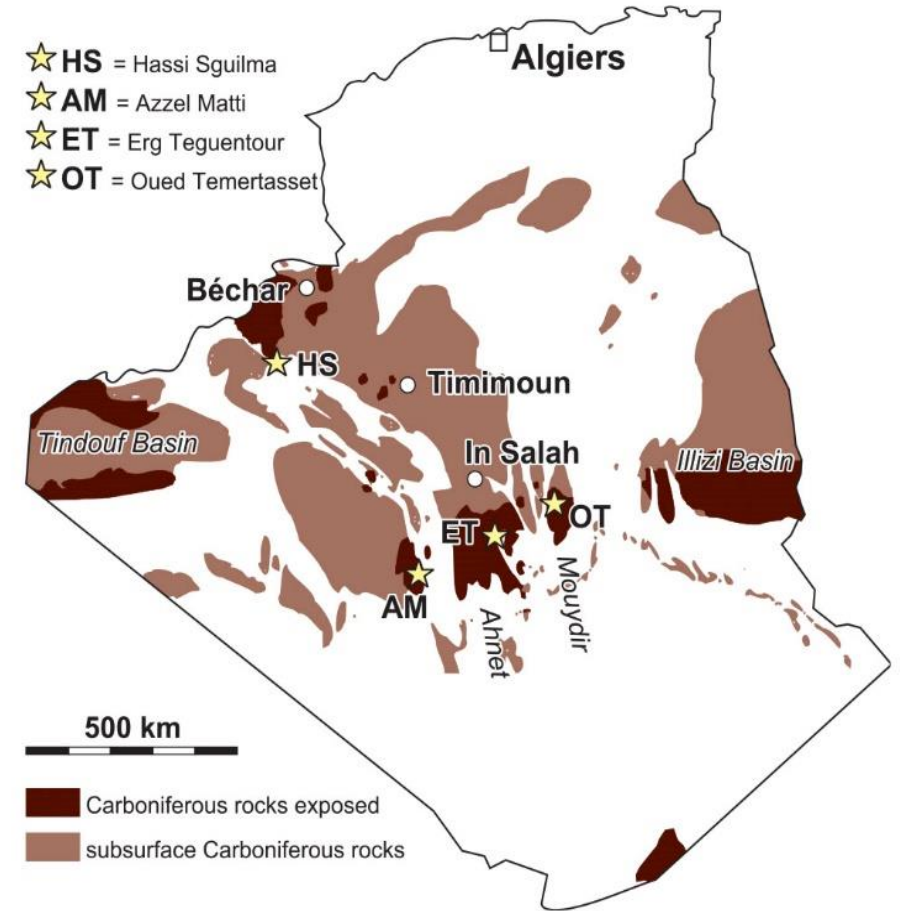 HS = Hassi Sguilma
AM = Azzel Matti
ET = Erg Teguentour
OT = Oued Temertasset
Algiers
Béchar
HS
Timimoun
Tindouf Basin
In Salah
Illizi Basin
ET
OT
AM
Mouydir
Ahnet
500 km
Carboniferous rocks exposed
subsurface Carboniferous rocks